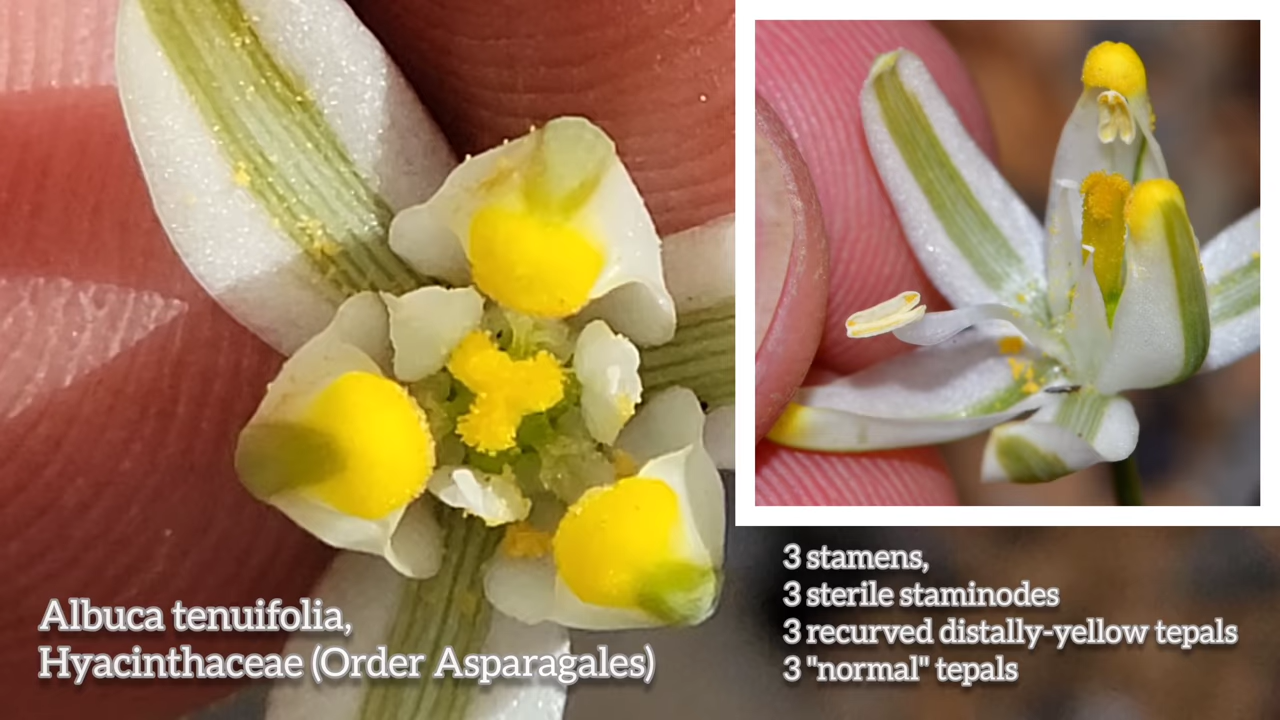 Albuca tenuifolia,
Hyacinthaceae (Order Asparagales)
3 stamens,
3 sterile staminodes
3 recurved distally-yellow tepals
3 "normal" tepals